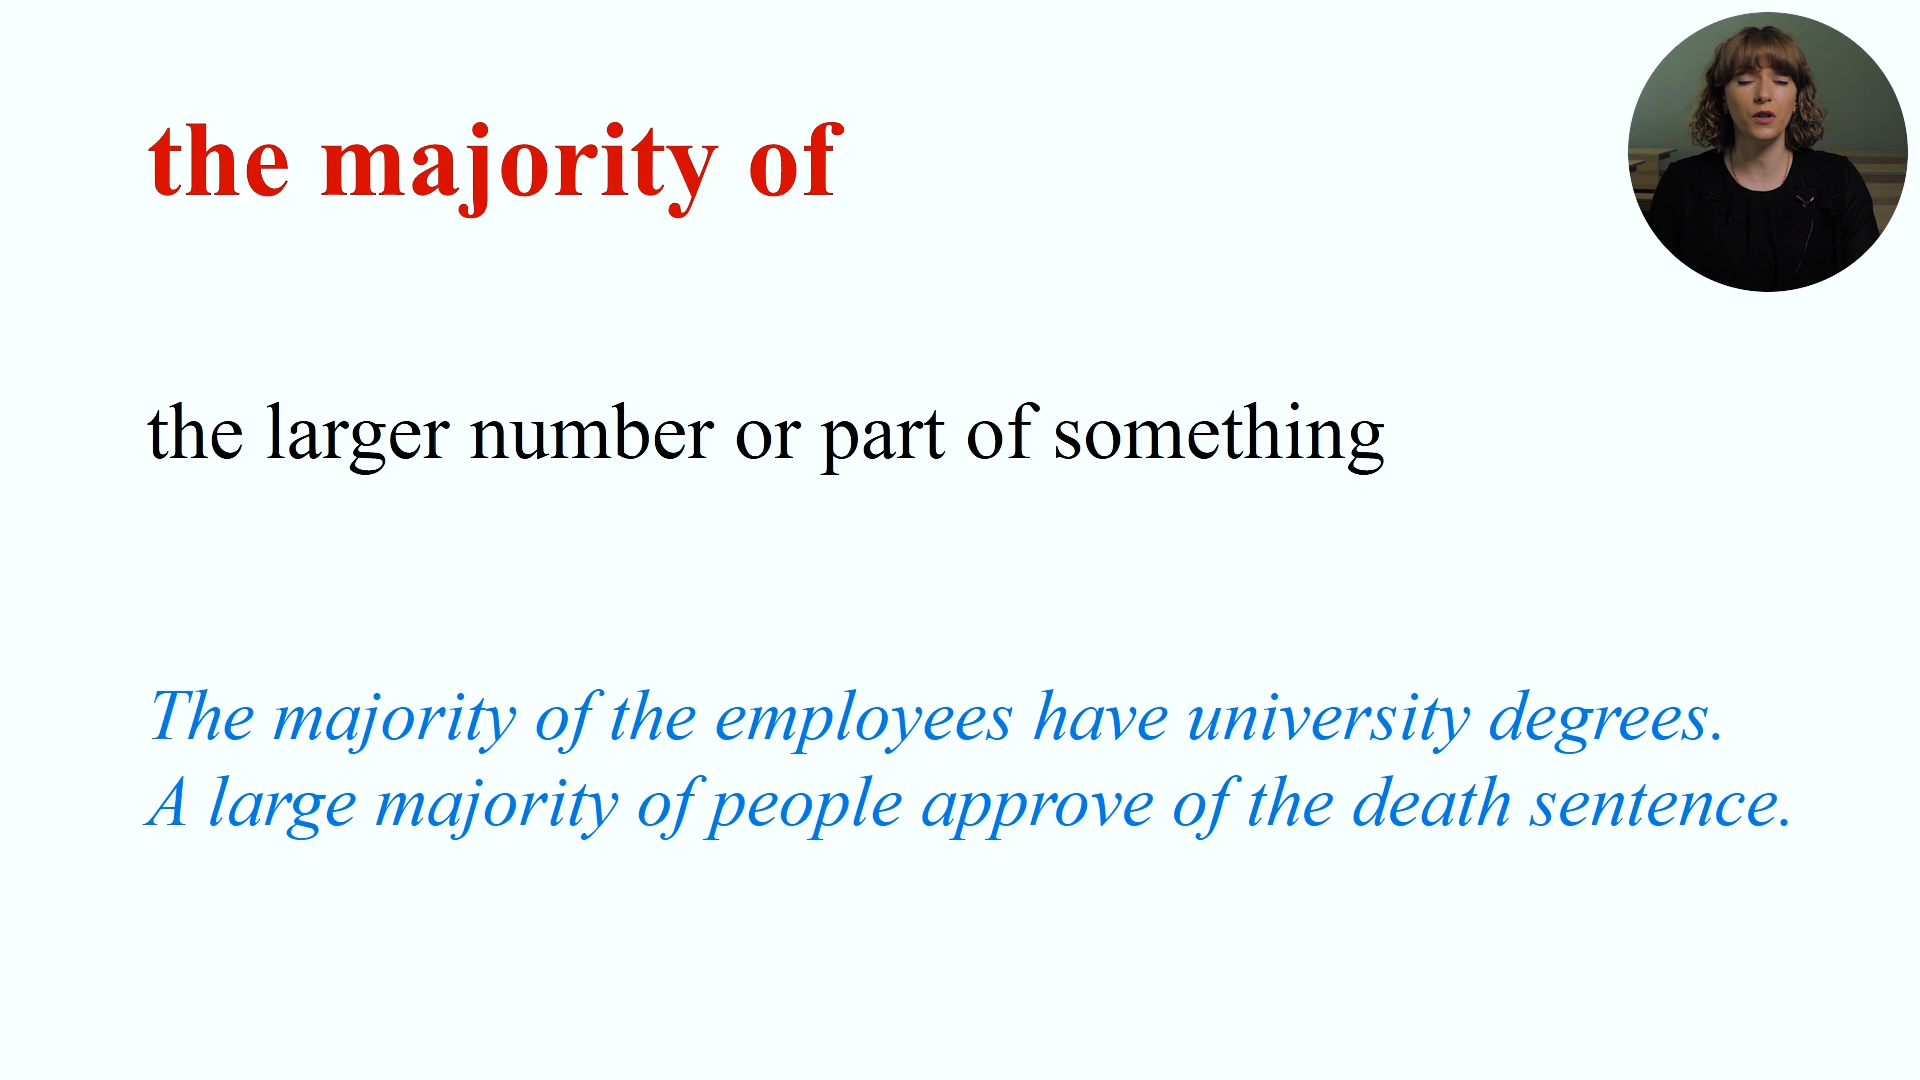 the majority of
the larger number or part of something
The majority of the employees have university degrees.
A large majority of people approve of the death sentence.